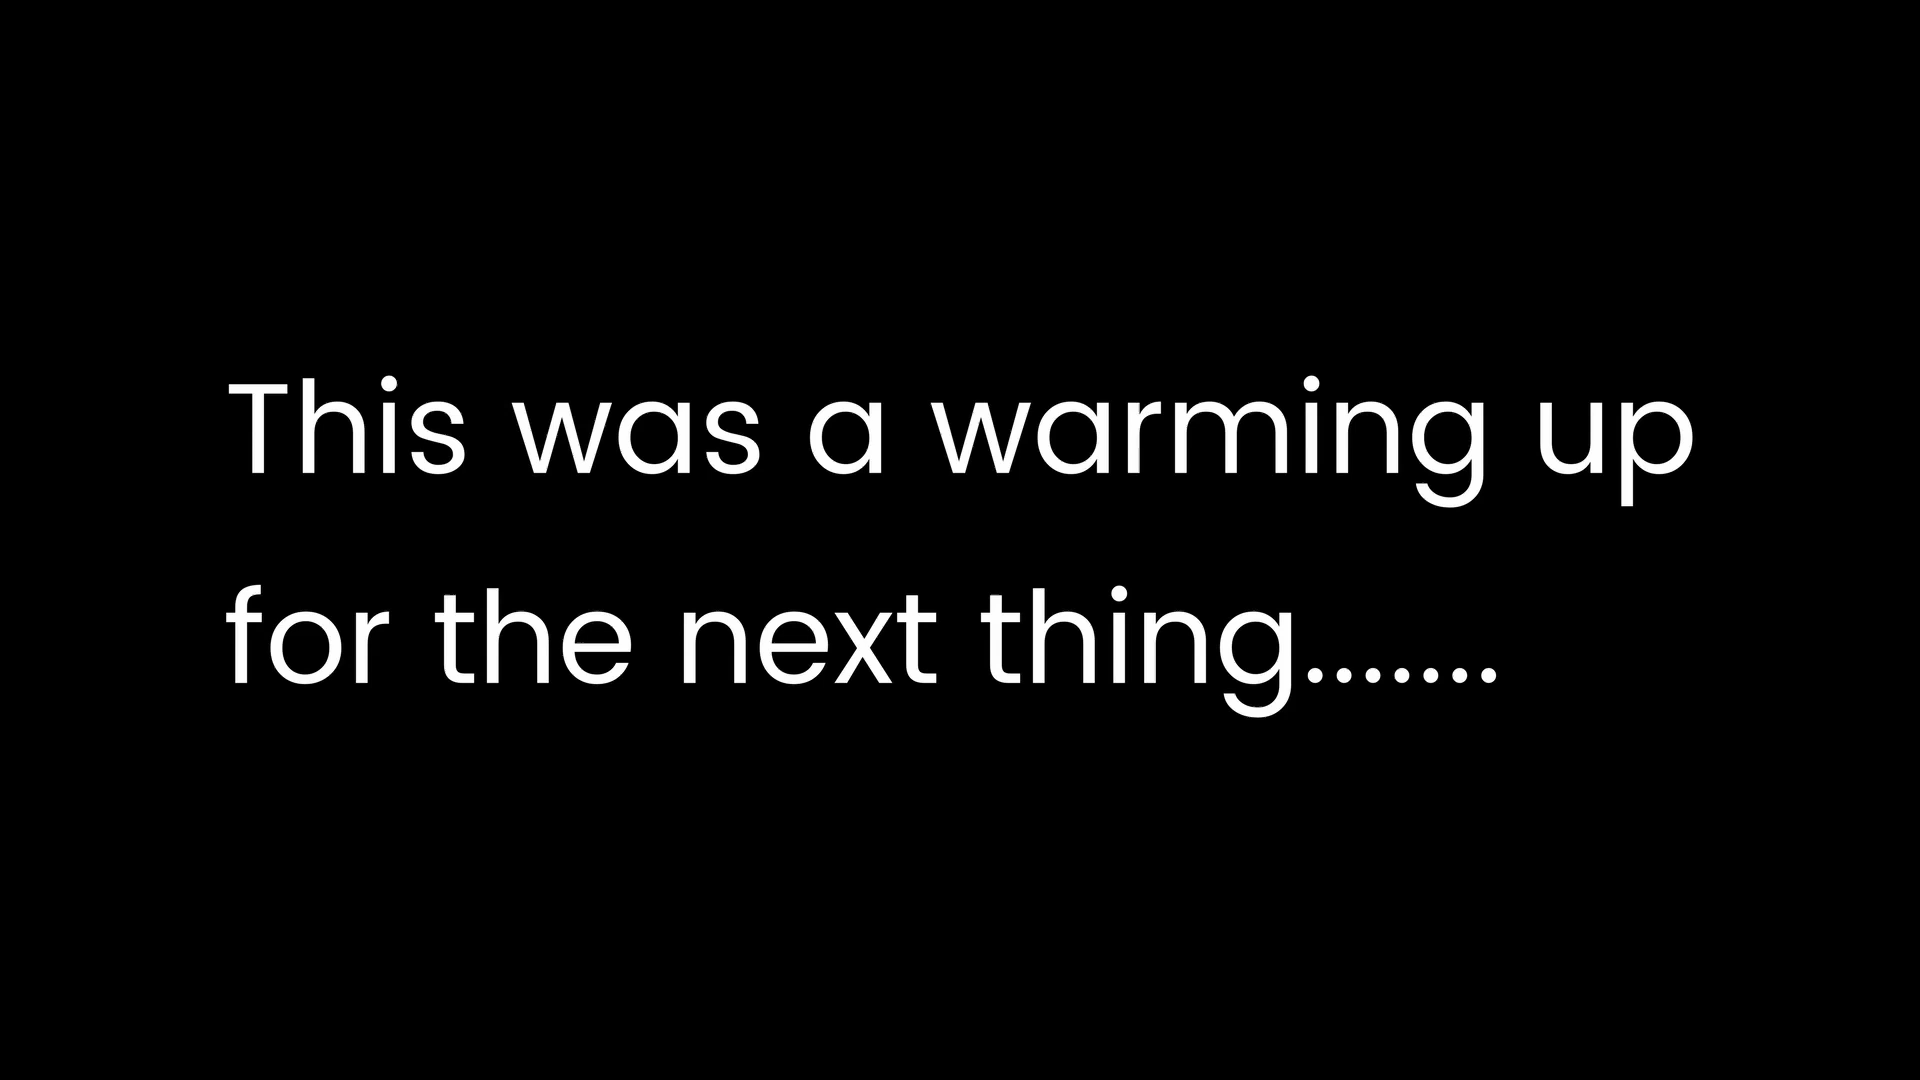 This was a warming up
for the next thing.......